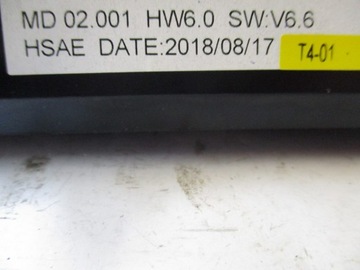 MD 02.001 HW6.0 SW:V6.6
HSAE DATE:2018/08/17
T4-01